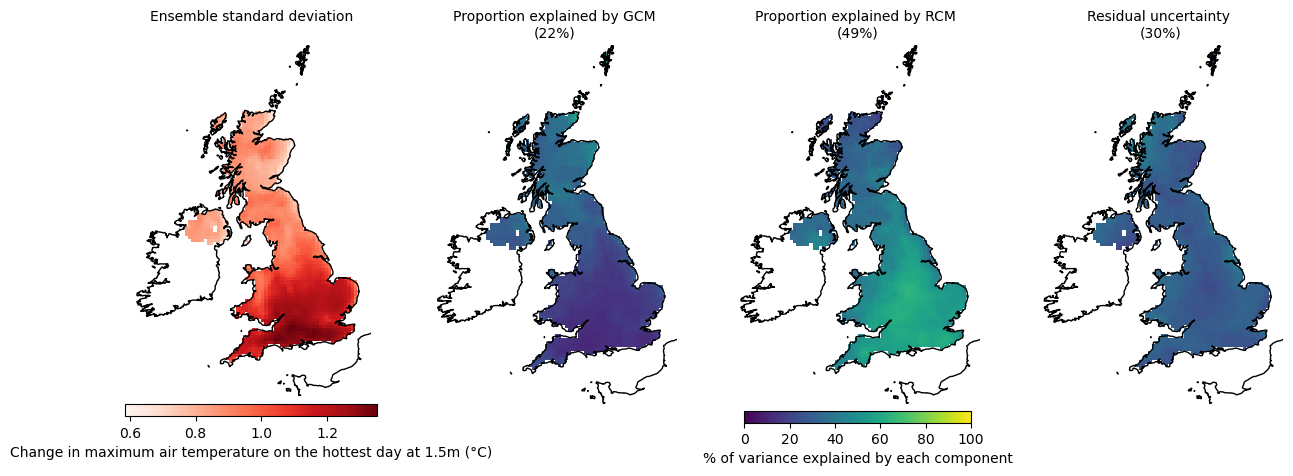 Ensemble standard deviation
Proportion explained by GCM
(22%)
Proportion explained by RCM
(49%)
Residual uncertainty
(30%)
0.6 0.8 1.0 1.2
Change in maximum air temperature on the hottest day at 1.5m (°C)
0 20 40 60 80 100
% of variance explained by each component